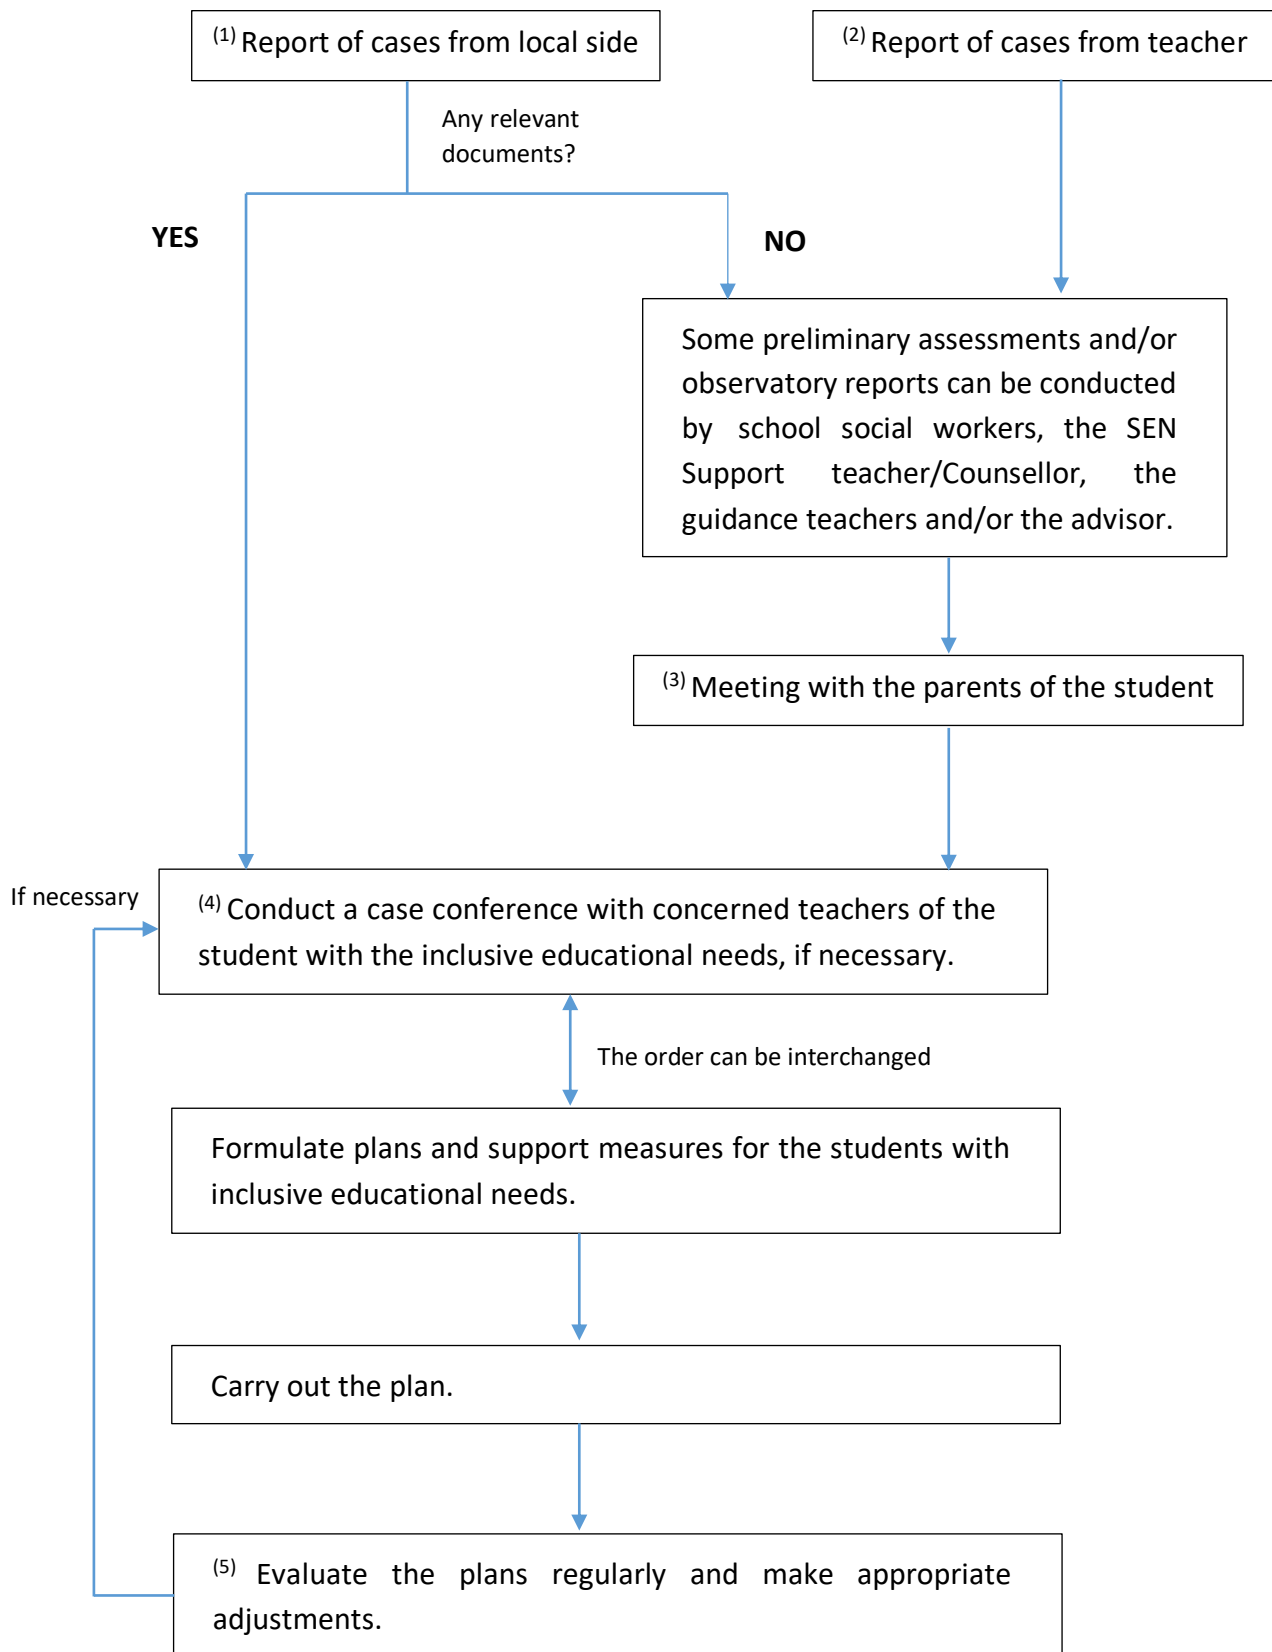 (1) Report of cases from local side
(2) Report of cases from teacher
Any relevant
documents?
YES
NO
Some preliminary assessments and/or
observatory reports can be conducted
by school social workers, the SEN
Support teacher/Counsellor, the
guidance teachers and/or the advisor.
(3) Meeting with the parents of the student
If necessary
(4) Conduct a case conference with concerned teachers of the
student with the inclusive educational needs, if necessary.
The order can be interchanged
Formulate plans and support measures for the students with
inclusive educational needs.
Carry out the plan.
(5) Evaluate the plans regularly and make appropriate
adjustments.